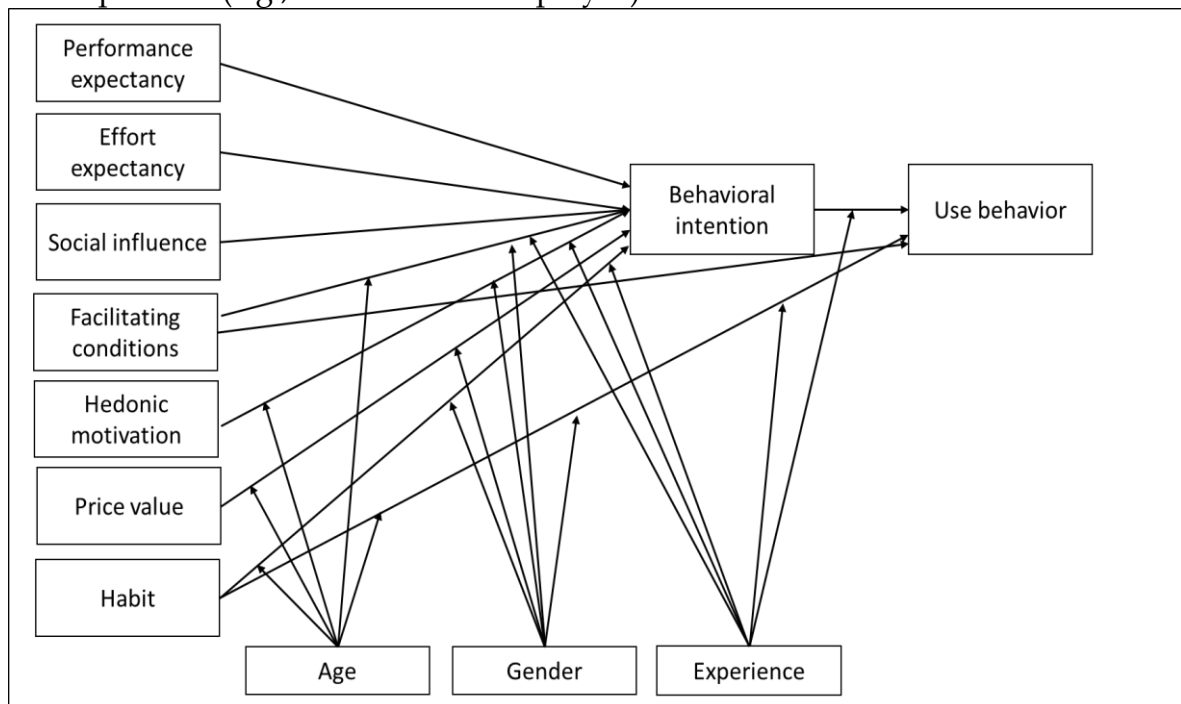 Performance
expectancy
Effort
expectancy
Social influence
Facilitating
conditions
Hedonic
motivation
Price value
Habit
Behavioral
intention
Use behavior
Age
Gender
Experience